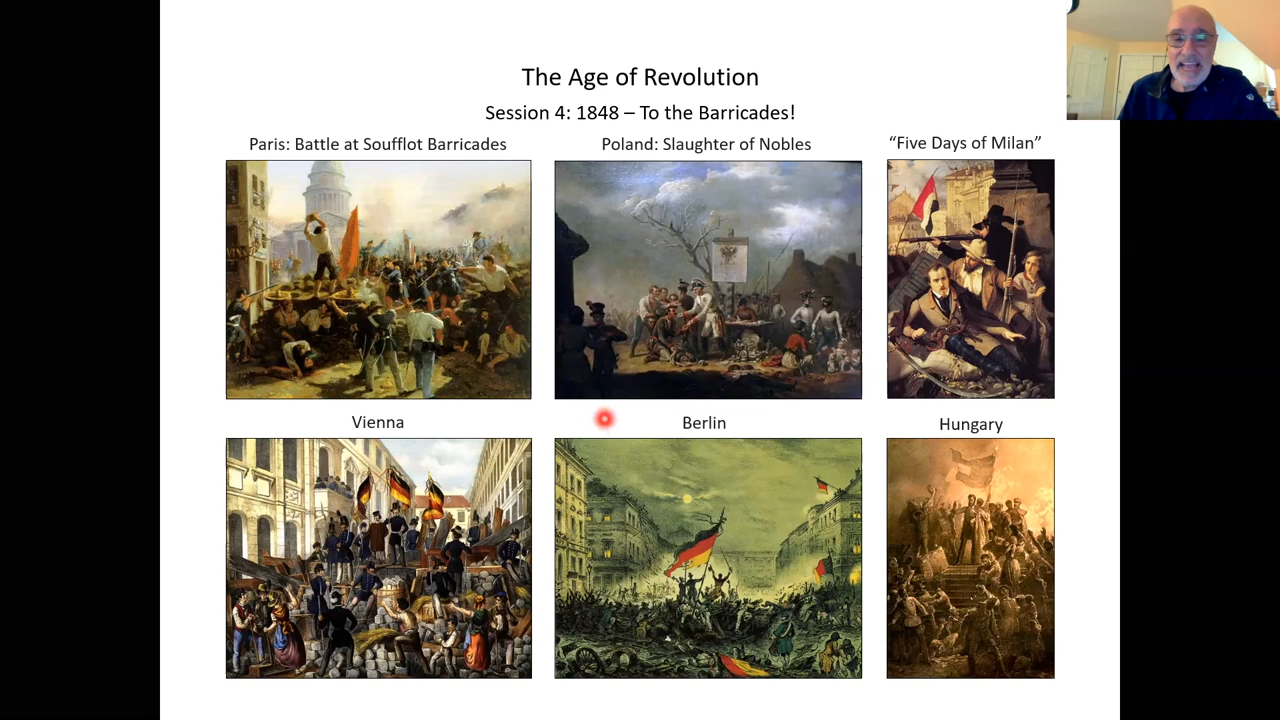 The Age of Revolution
Session 4: 1848 – To the Barricades!
Paris: Battle at Soufflot Barricades
Poland: Slaughter of Nobles
“Five Days of Milan”
Vienna
Berlin
Hungary